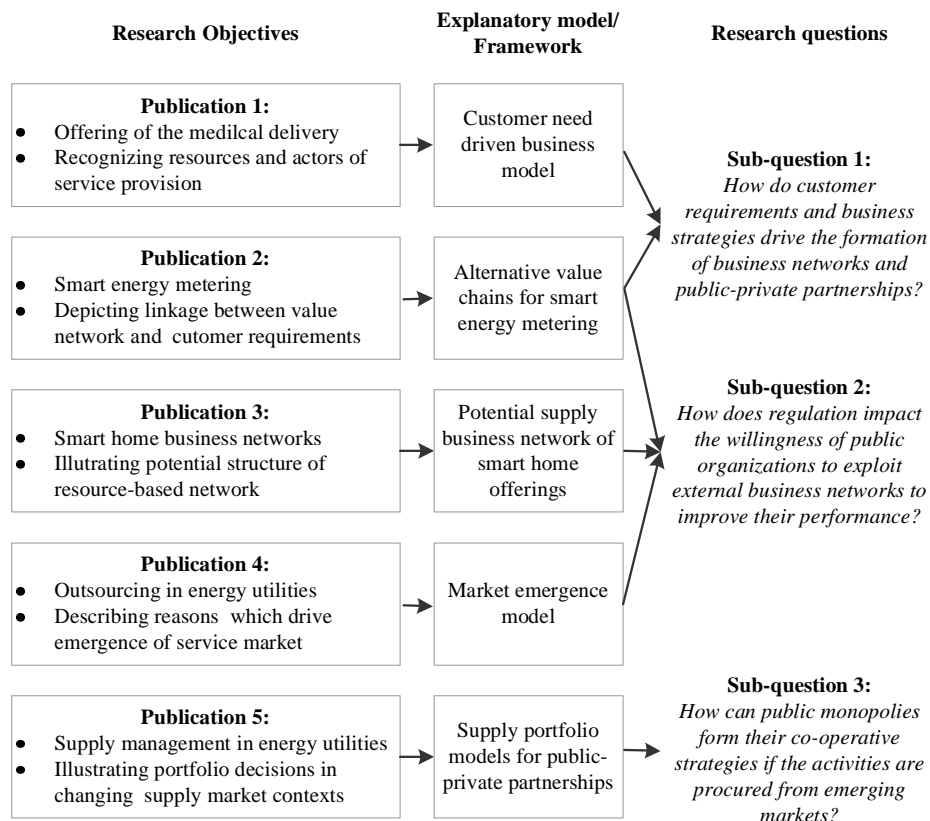 Research Objectives
Explanatory model/
Framework
Research questions
Publication 1:
● Offering of the medilcal delivery
● Recognizing resources and actors of
service provision
Customer need
driven business
model
Sub-question 1:
How do customer
requirements and business
strategies drive the formation
of business networks and
public-private partnerships?
Publication 2:
● Smart energy metering
● Depicting linkage between value
network and cutomer requirements
Alternative value
chains for smart
energy metering
Publication 3:
● Smart home business networks
● Illutrating potential structure of
resource-based network
Potential supply
business network of
smart home
offerings
Sub-question 2:
How does regulation impact
the willingness of public
organizations to exploit
external business networks to
improve their performance?
Publication 4:
● Outsourcing in energy utilities
● Describing reasons which drive
emergence of service market
Market emergence
model
Publication 5:
● Supply management in energy utilities
● Illustrating portfolio decisions in
changing supply market contexts
Supply portfolio
models for public-
private partnerships
Sub-question 3:
How can public monopolies
form their co-operative
strategies if the activities are
procured from emerging
markets?